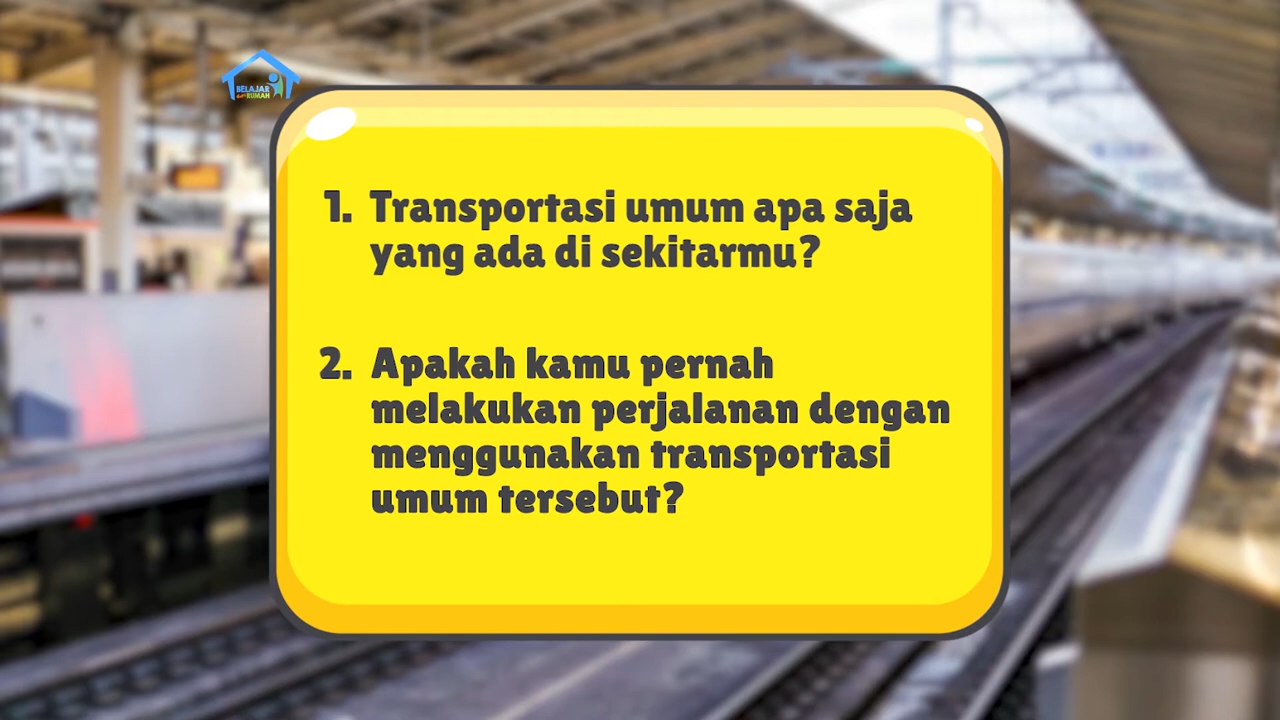 BELAJAR
RUMAH
1. Transportasi umum apa saja
yang ada di sekitarmu?
2. Apakah kamu pernah
melakukan perjalanan dengan
menggunakan transportasi
umum tersebut?